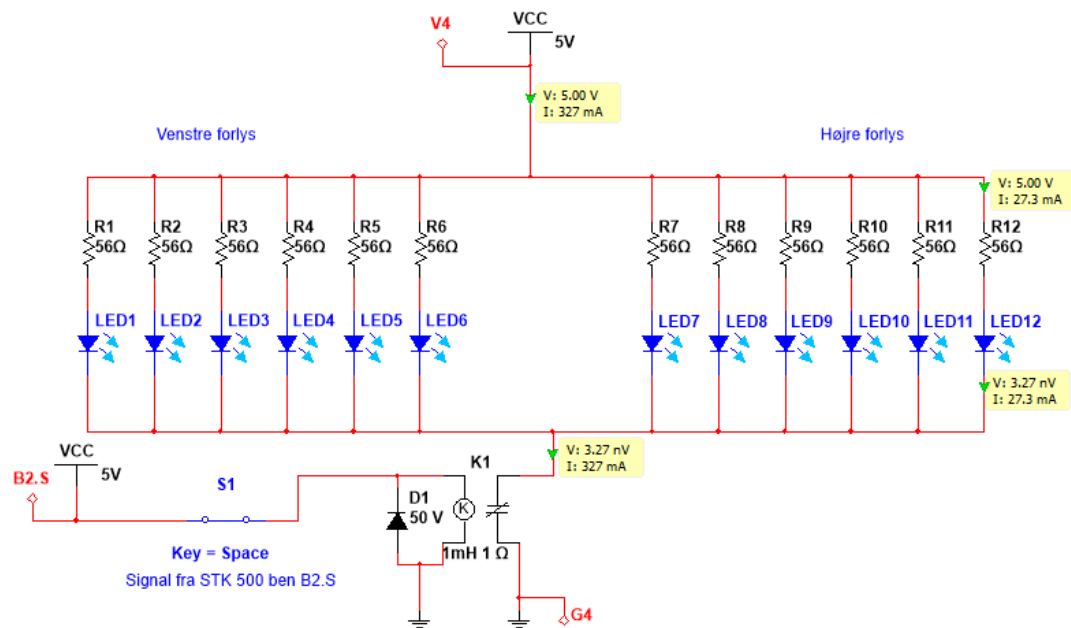 V4
VCC
5V
V: 5.00 V
I: 327 mA
Venstre forlys
Højre forlys
V: 5.00 V
I: 27.3 mA
R1
56Ω
R2
56Ω
R3
56Ω
R4
56Ω
R5
56Ω
R6
56Ω
R7
56Ω
R8
56Ω
R9
56Ω
R10
56Ω
R11
56Ω
R12
56Ω
LED1
LED2
LED3
LED4
LED5
LED6
LED7
LED8
LED9
LED10
LED11
LED12
V: 3.27 nV
I: 27.3 mA
V: 3.27 nV
I: 327 mA
VCC
5V
B2.S
S1
Key = Space
Signal fra STK 500 ben B2.S
D1
50 V
K1
K
1mH 1 Ω
G4